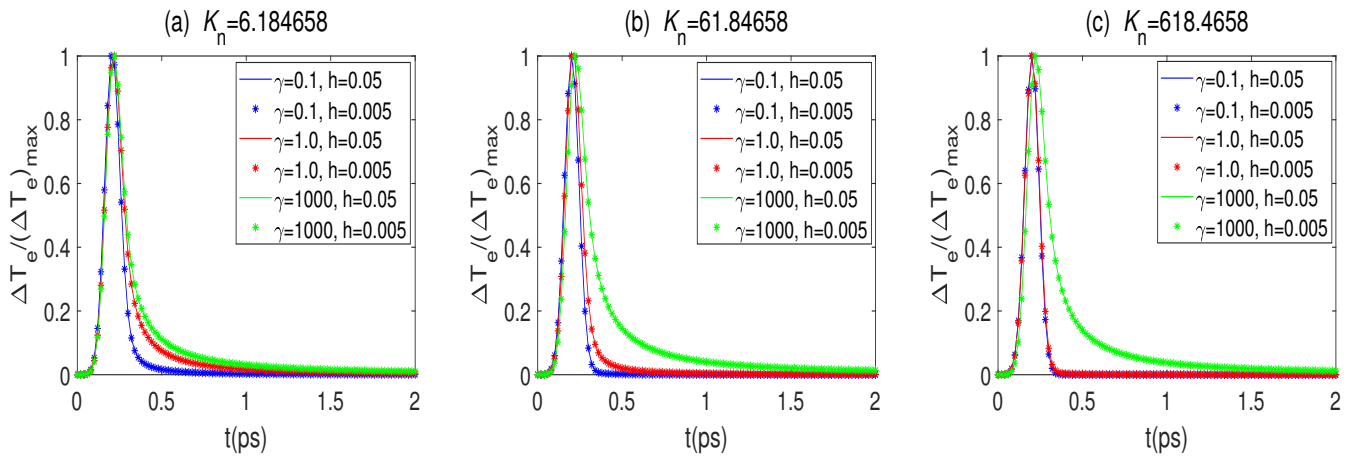 (a) K_n=6.184658
ΔT_e/(ΔT_e)_max
1
0.8
0.6
0.4
0.2
0
γ=0.1, h=0.05
γ=0.1, h=0.005
γ=1.0, h=0.05
γ=1.0, h=0.005
γ=1000, h=0.05
γ=1000, h=0.005
0 0.5 1 1.5 2
t(ps)
(b) K_n=61.84658
ΔT_e/(ΔT_e)_max
1
0.8
0.6
0.4
0.2
0
γ=0.1, h=0.05
γ=0.1, h=0.005
γ=1.0, h=0.05
γ=1.0, h=0.005
γ=1000, h=0.05
γ=1000, h=0.005
0 0.5 1 1.5 2
t(ps)
(c) K_n=618.4658
ΔT_e/(ΔT_e)_max
1
0.8
0.6
0.4
0.2
0
γ=0.1, h=0.05
γ=0.1, h=0.005
γ=1.0, h=0.05
γ=1.0, h=0.005
γ=1000, h=0.05
γ=1000, h=0.005
0 0.5 1 1.5 2
t(ps)